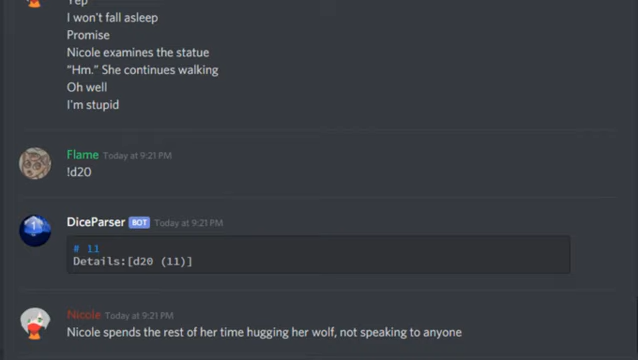 Yep
I won't fall asleep
Promise
Nicole examines the statue
"Hm." She continues walking
Oh well
I'm stupid
Flame Today at 9:21 PM
!d20
DiceParser BOT Today at 9:21 PM
# 11
Details:[d20 (11)]
Nicole Today at 9:21 PM
Nicole spends the rest of her time hugging her wolf, not speaking to anyone